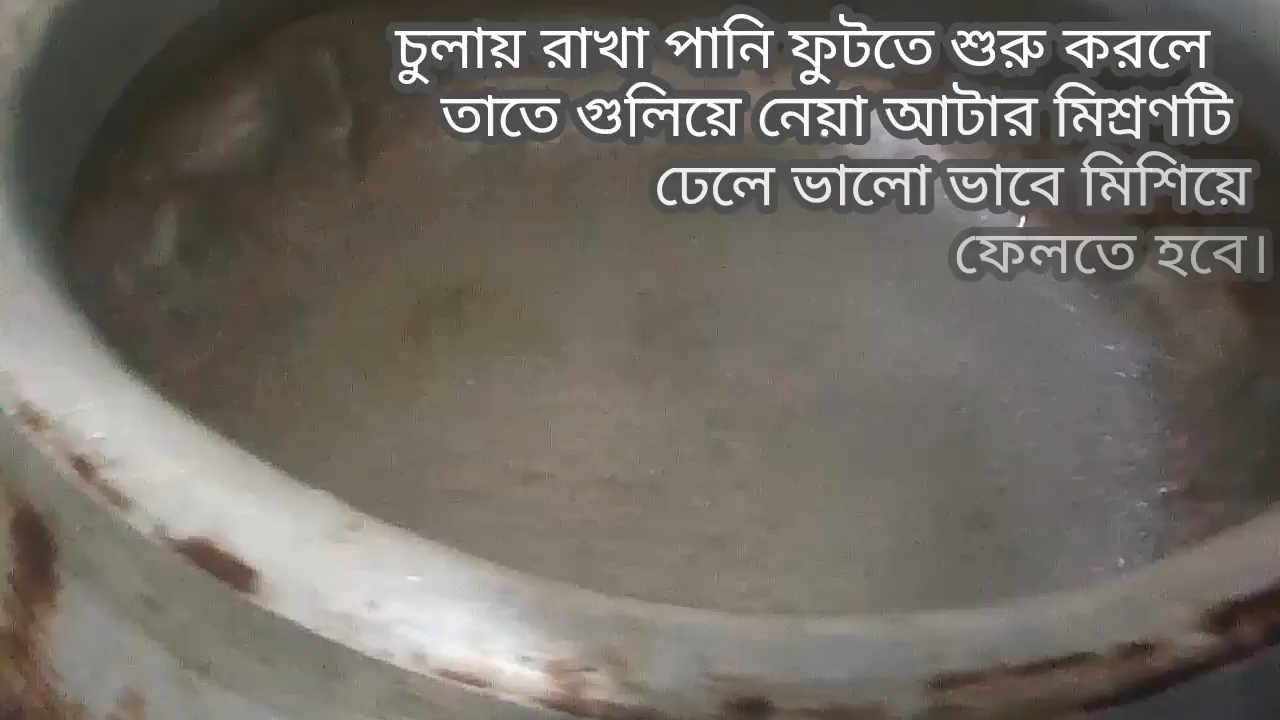 চুলায় রাখা পানি ফুটতে শুরু করলে
তাতে গুলিয়ে নেয়া আটার মিশ্রণটি
ঢেলে ভালো ভাবে মিশিয়ে
ফেলতে হবে।